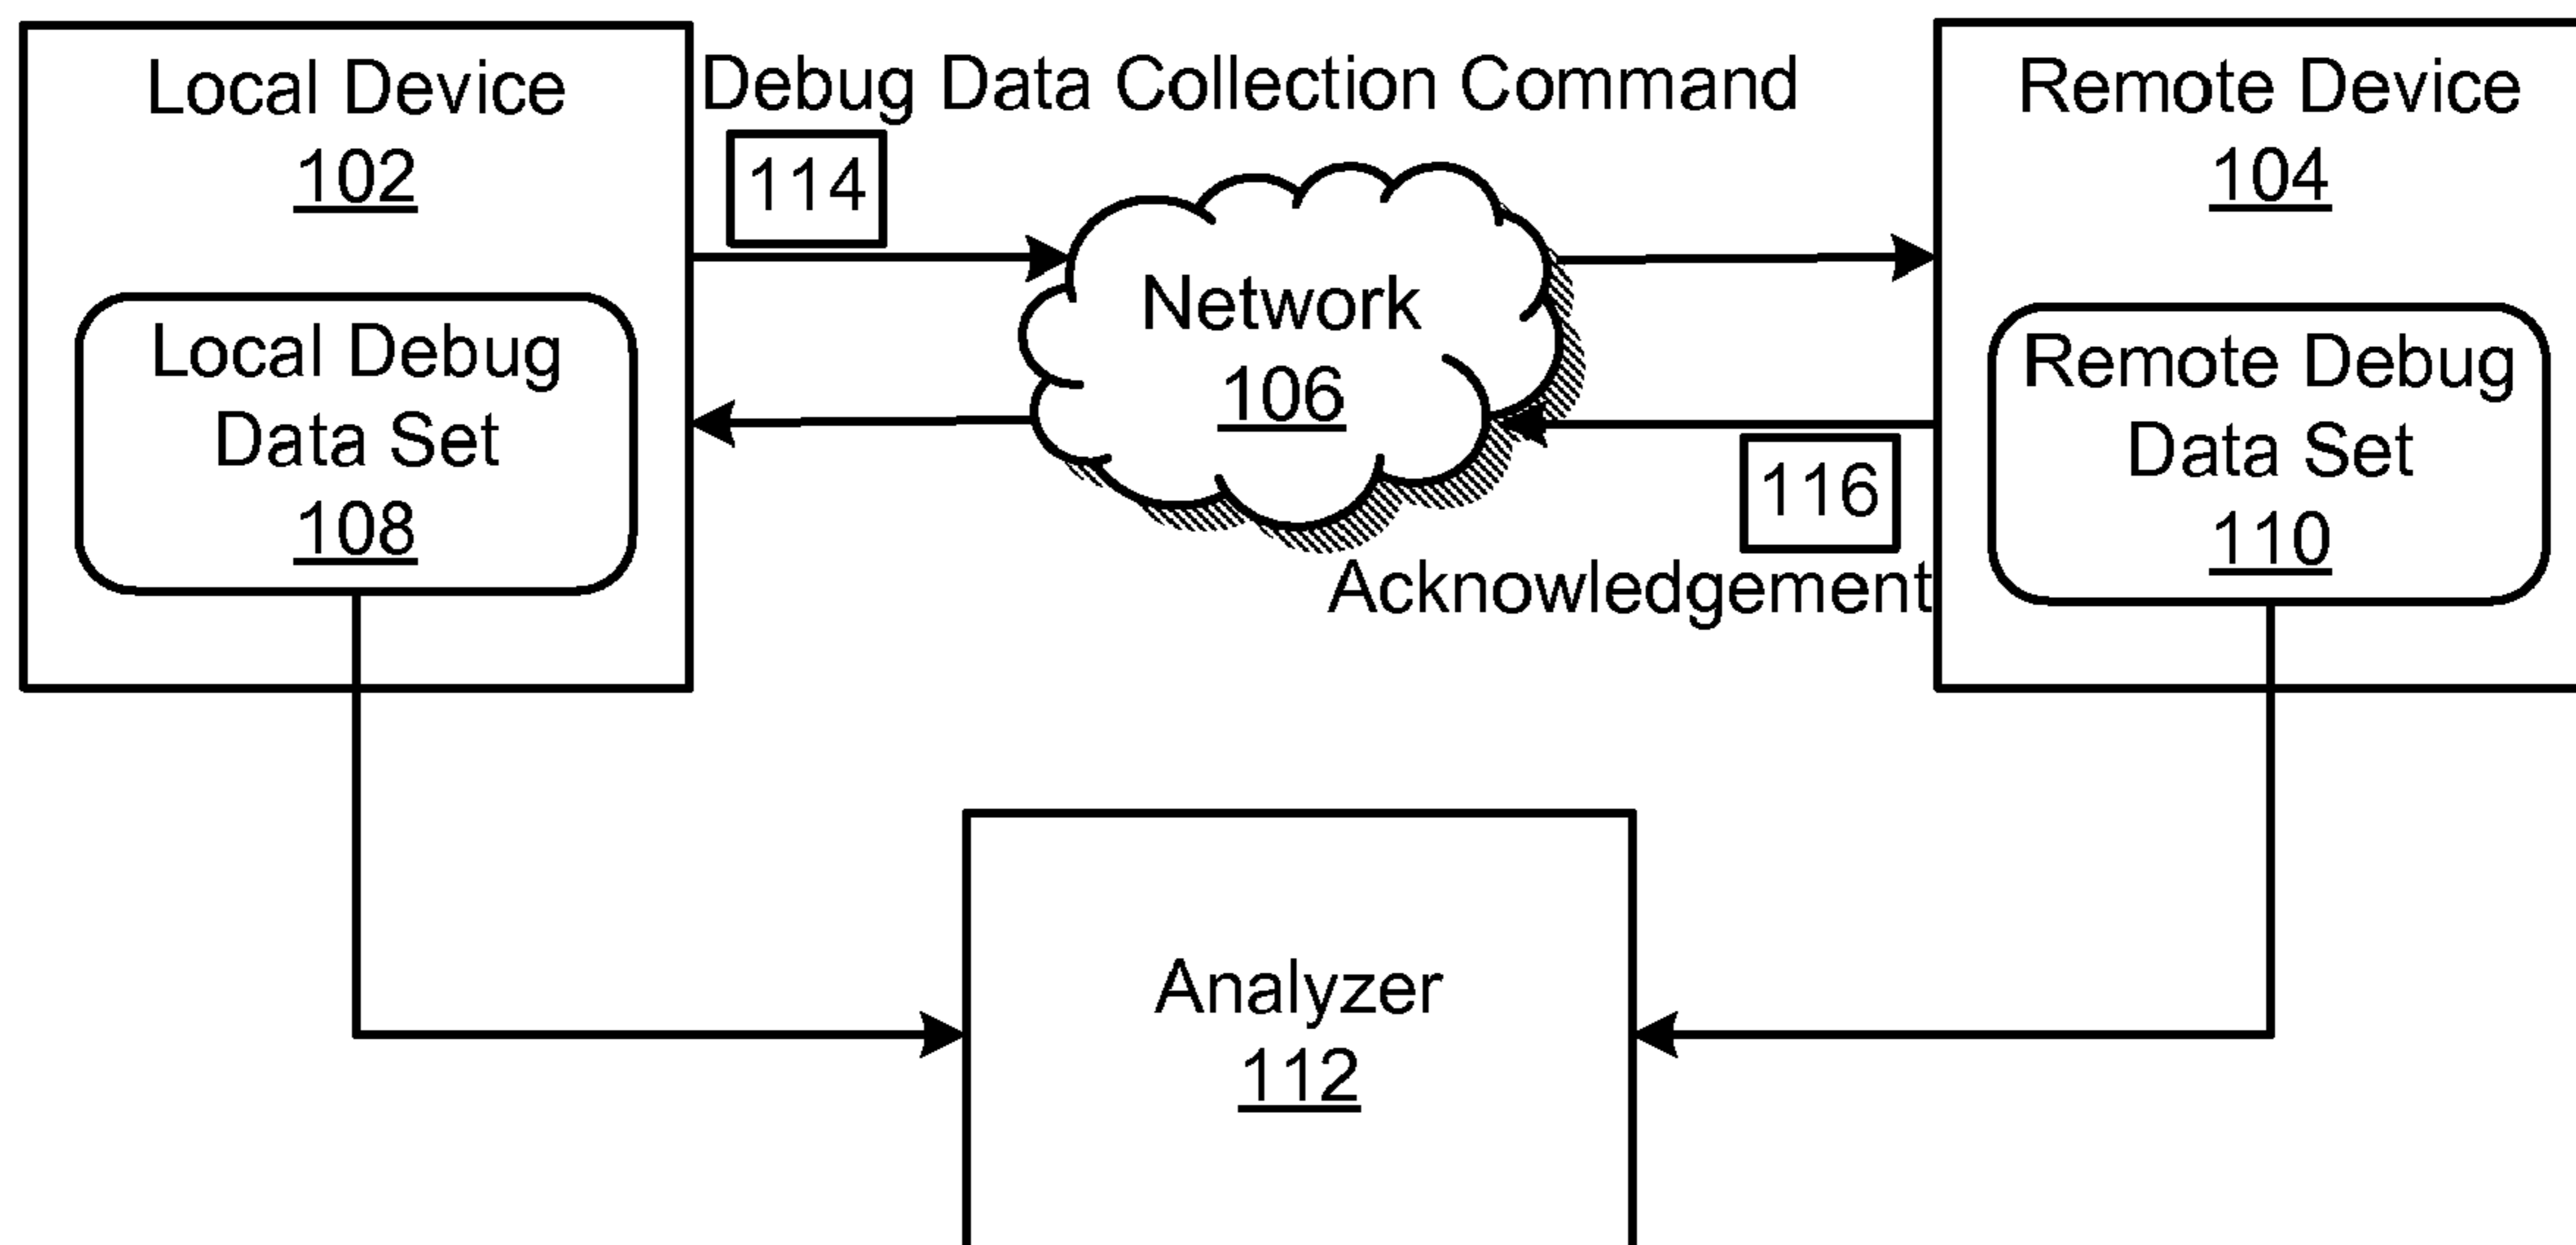 Local Device
102
Local Debug
Data Set
108
Debug Data Collection Command
114
Network
106
116
Acknowledgement
Remote Device
104
Remote Debug
Data Set
110
Analyzer
112